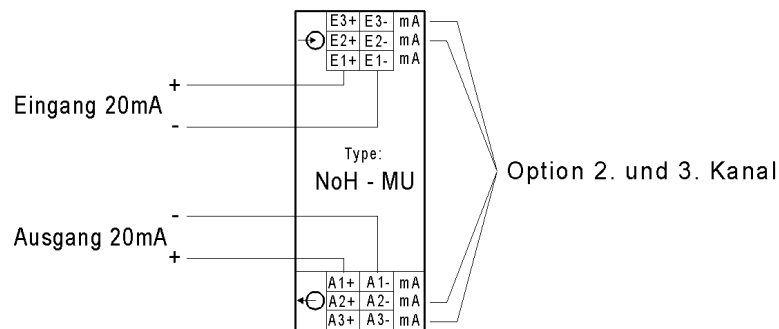 E3+ E3- mA
E2+ E2- mA
E1+ E1- mA
+
Eingang 20mA
-
Type:
NoH - MU
Option 2. und 3. Kanal
-
Ausgang 20mA
+
A1+ A1- mA
A2+ A2- mA
A3+ A3- mA